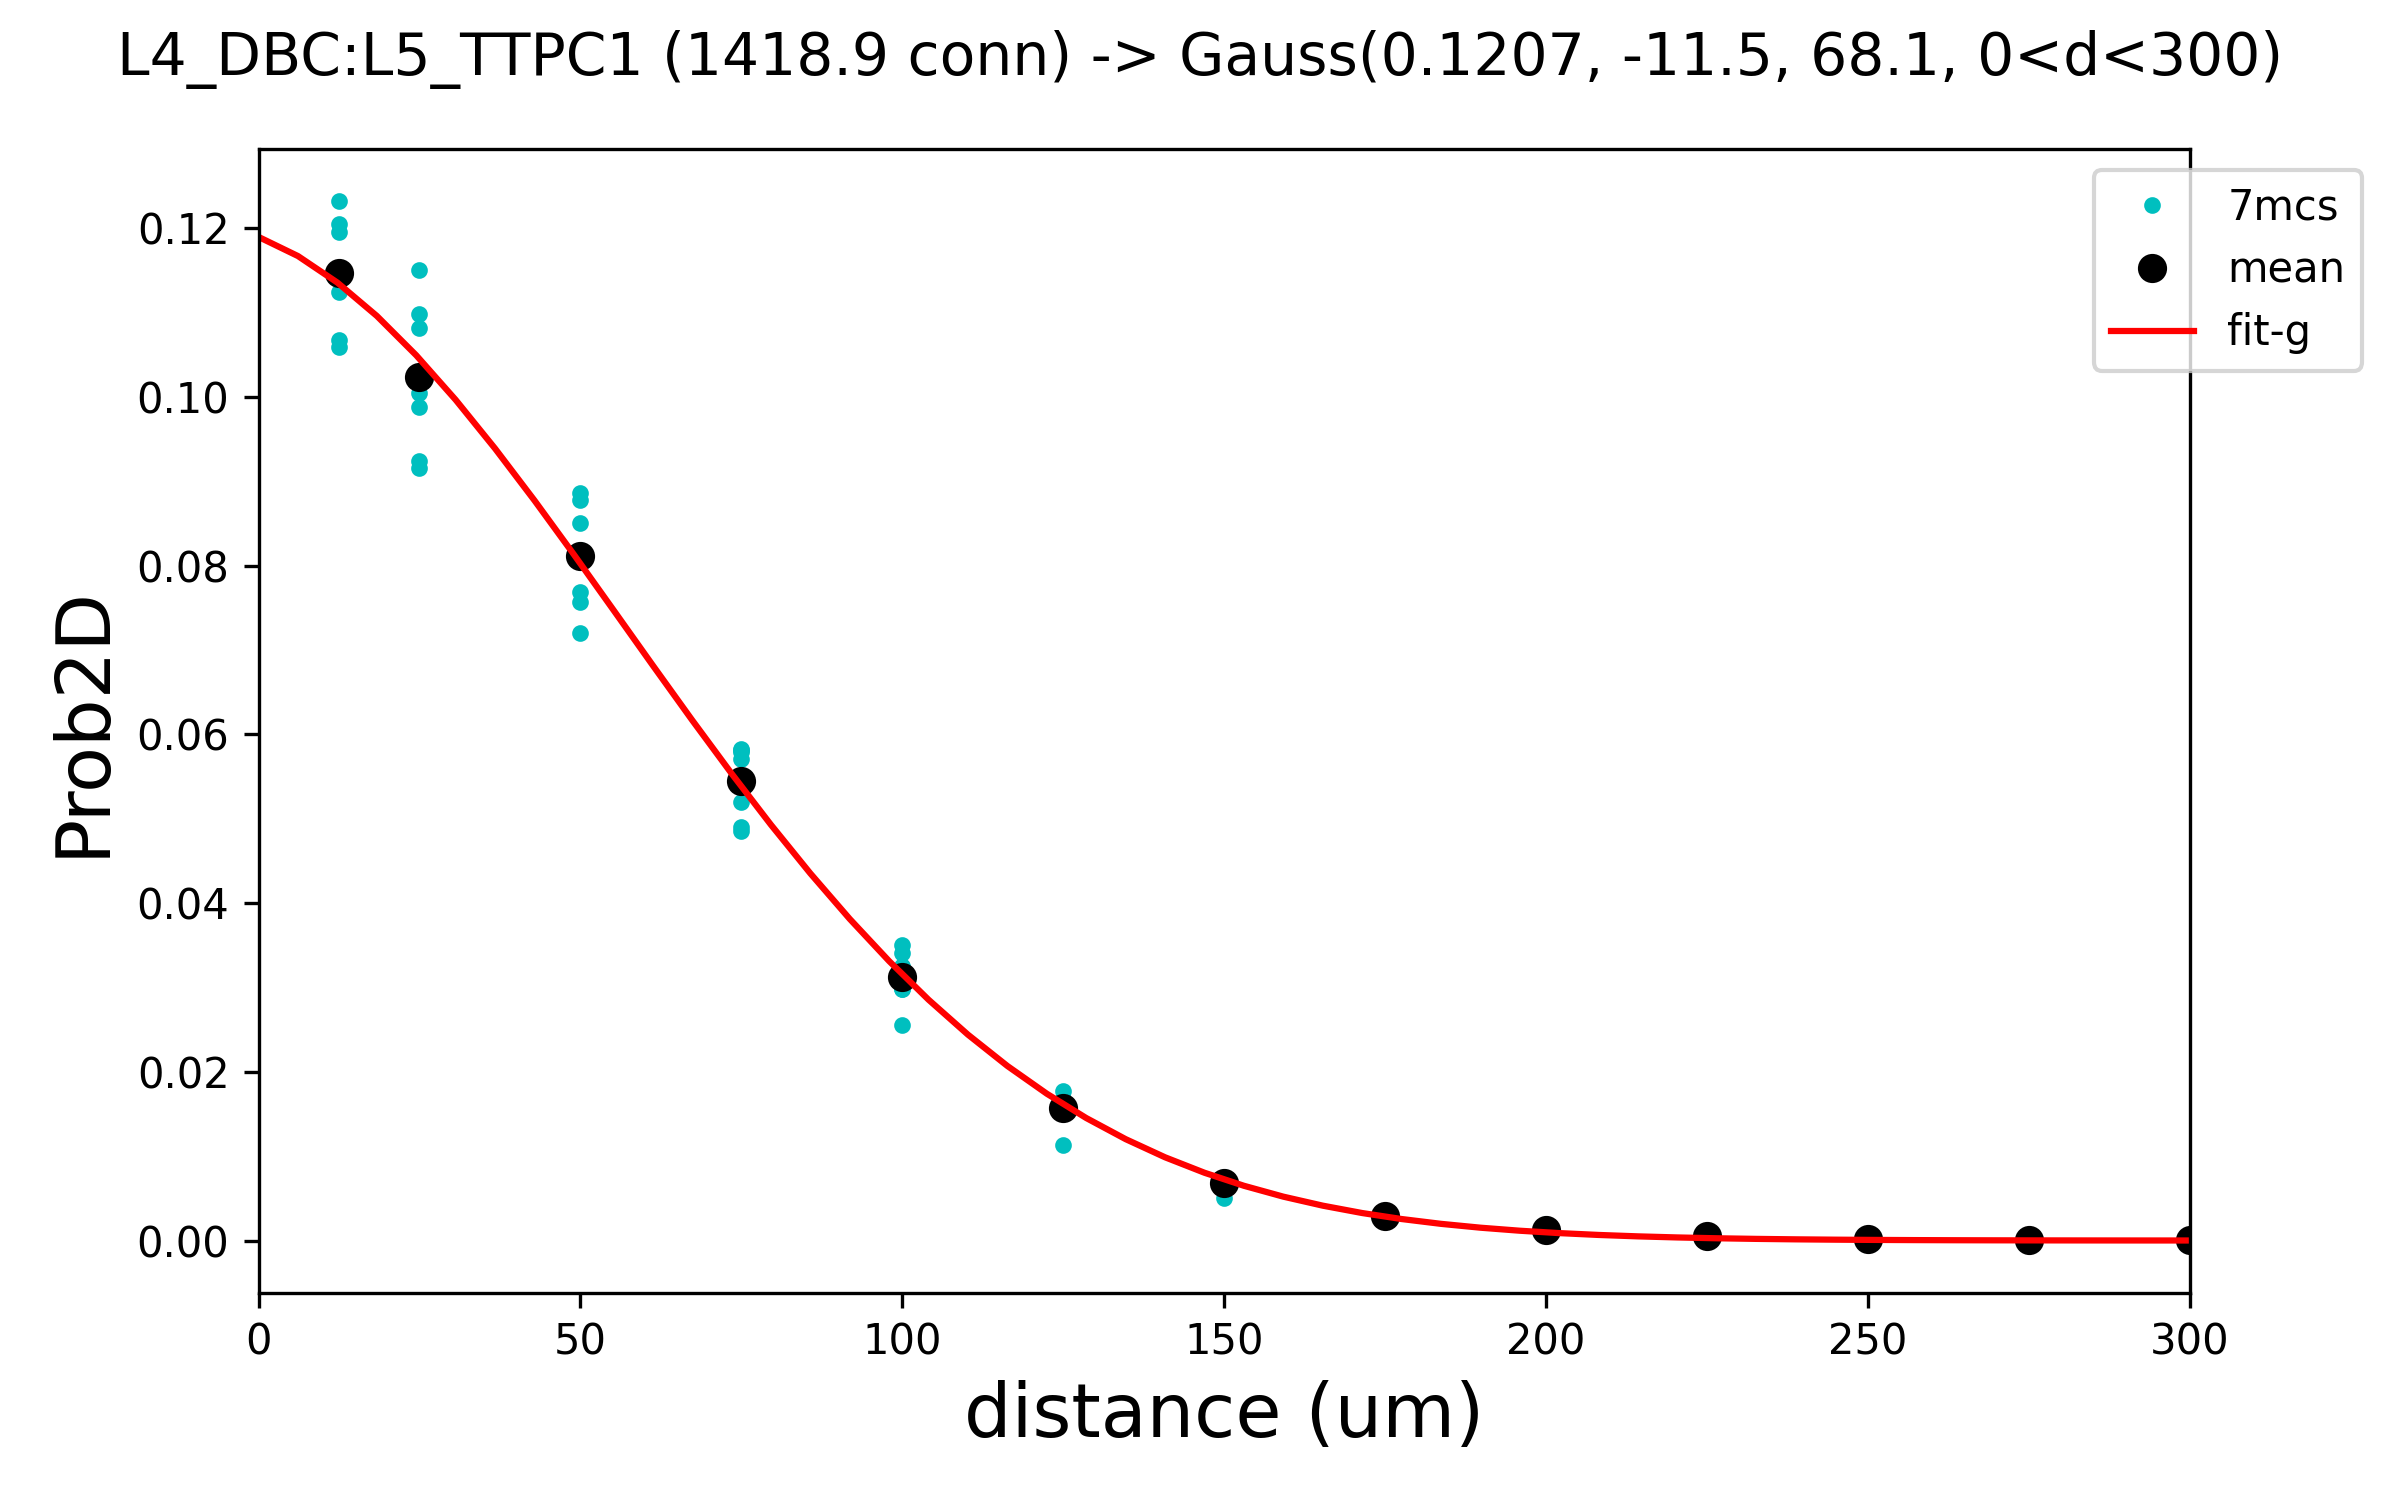 L4_DBC:L5_TTPC1 (1418.9 conn) -> Gauss(0.1207, -11.5, 68.1, 0<d<300)
7mcs
mean
fit-g
Prob2D
0.12
0.10
0.08
0.06
0.04
0.02
0.00
0 50 100 150 200 250 300
distance (um)